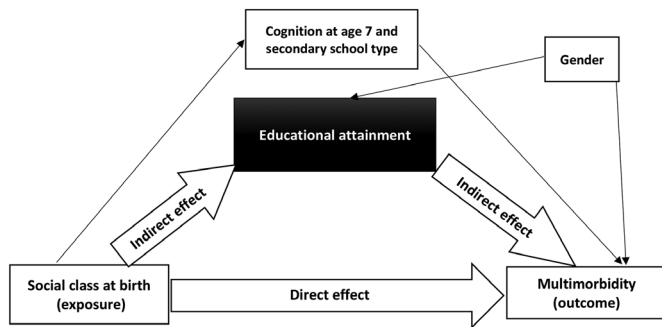 Cognition at age 7 and
secondary school type
Gender
Educational attainment
Indirect effect
Indirect effect
Social class at birth
(exposure)
Direct effect
Multimorbidity
(outcome)